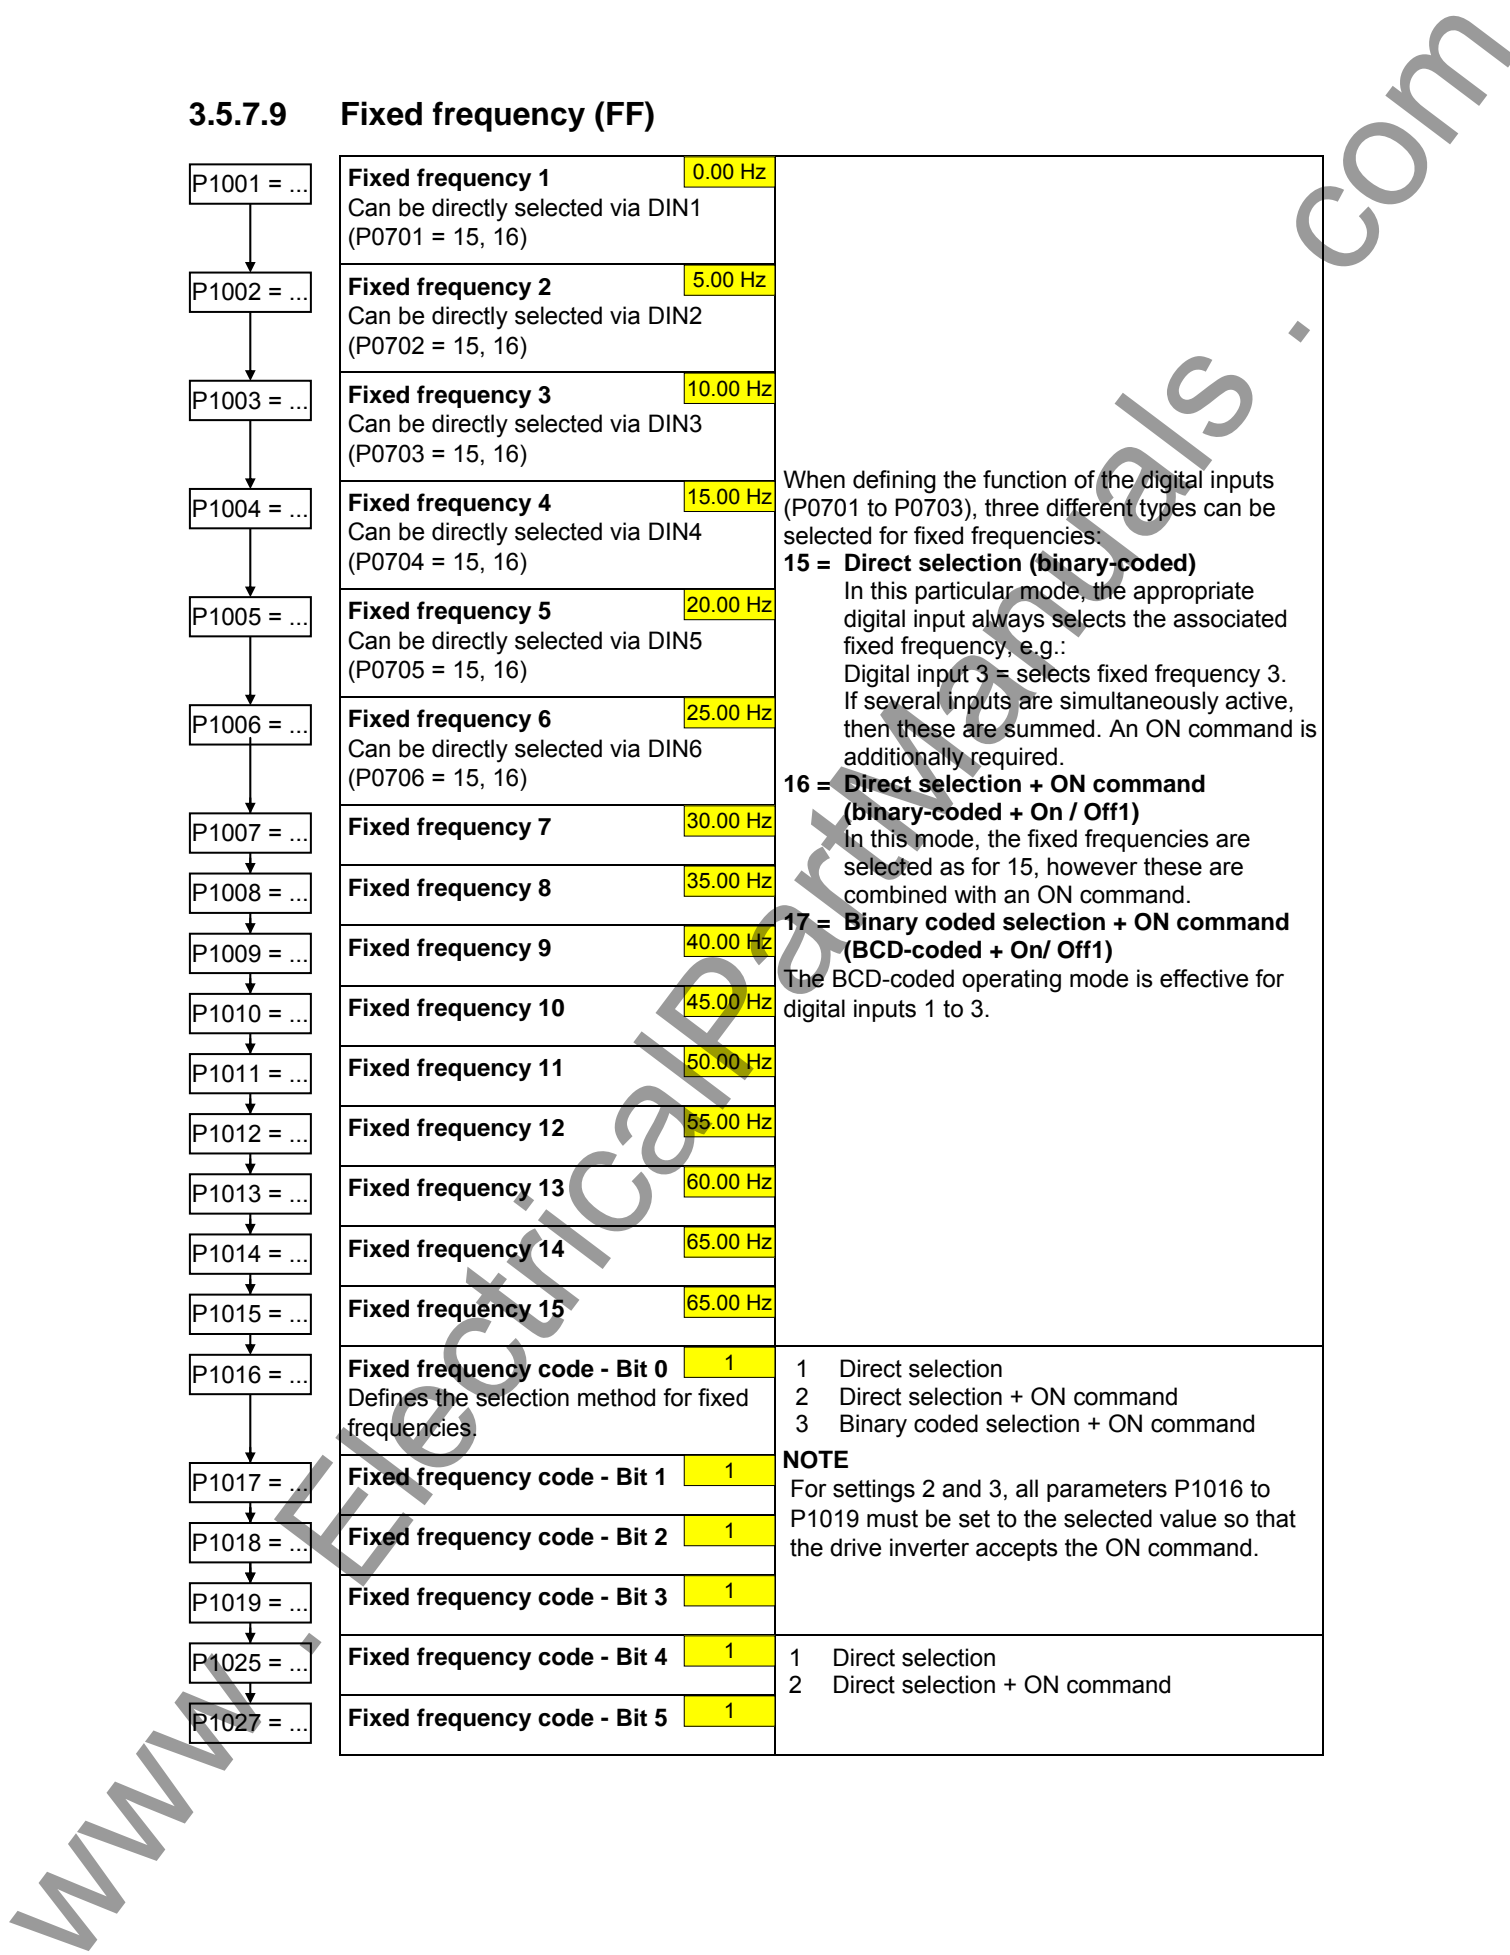 3.5.7.9 Fixed frequency (FF)
P1001 = ...
Fixed frequency 1
0.00 Hz
Can be directly selected via DIN1
(P0701 = 15, 16)
P1002 = ...
Fixed frequency 2
5.00 Hz
Can be directly selected via DIN2
(P0702 = 15, 16)
P1003 = ...
Fixed frequency 3
10.00 Hz
Can be directly selected via DIN3
(P0703 = 15, 16)
P1004 = ...
Fixed frequency 4
15.00 Hz
Can be directly selected via DIN4
(P0704 = 15, 16)
P1005 = ...
Fixed frequency 5
20.00 Hz
Can be directly selected via DIN5
(P0705 = 15, 16)
P1006 = ...
Fixed frequency 6
25.00 Hz
Can be directly selected via DIN6
(P0706 = 15, 16)
P1007 = ...
Fixed frequency 7
30.00 Hz
P1008 = ...
Fixed frequency 8
35.00 Hz
P1009 = ...
Fixed frequency 9
40.00 Hz
P1010 = ...
Fixed frequency 10
45.00 Hz
P1011 = ...
Fixed frequency 11
50.00 Hz
P1012 = ...
Fixed frequency 12
55.00 Hz
P1013 = ...
Fixed frequency 13
60.00 Hz
P1014 = ...
Fixed frequency 14
65.00 Hz
P1015 = ...
Fixed frequency 15
65.00 Hz
When defining the function of the digital inputs
(P0701 to P0703), three different types can be
selected for fixed frequencies:
15 = Direct selection (binary-coded)
In this particular mode, the appropriate
digital input always selects the associated
fixed frequency, e.g.:
Digital input 3 = selects fixed frequency 3.
If several inputs are simultaneously active,
then these are summed. An ON command is
additionally required.
16 = Direct selection + ON command
(binary-coded + On / Off1)
In this mode, the fixed frequencies are
selected as for 15, however these are
combined with an ON command.
17 = Binary coded selection + ON command
(BCD-coded + On/ Off1)
The BCD-coded operating mode is effective for
digital inputs 1 to 3.
P1016 = ...
Fixed frequency code - Bit 0
1
Defines the selection method for fixed
frequencies.
P1017 = ...
Fixed frequency code - Bit 1
1
P1018 = ...
Fixed frequency code - Bit 2
1
P1019 = ...
Fixed frequency code - Bit 3
1
1 Direct selection
2 Direct selection + ON command
3 Binary coded selection + ON command
NOTE
For settings 2 and 3, all parameters P1016 to
P1019 must be set to the selected value so that
the drive inverter accepts the ON command.
P1025 = ...
Fixed frequency code - Bit 4
1
P1027 = ...
Fixed frequency code - Bit 5
1
1 Direct selection
2 Direct selection + ON command
www . ElectricalPartManuals . com